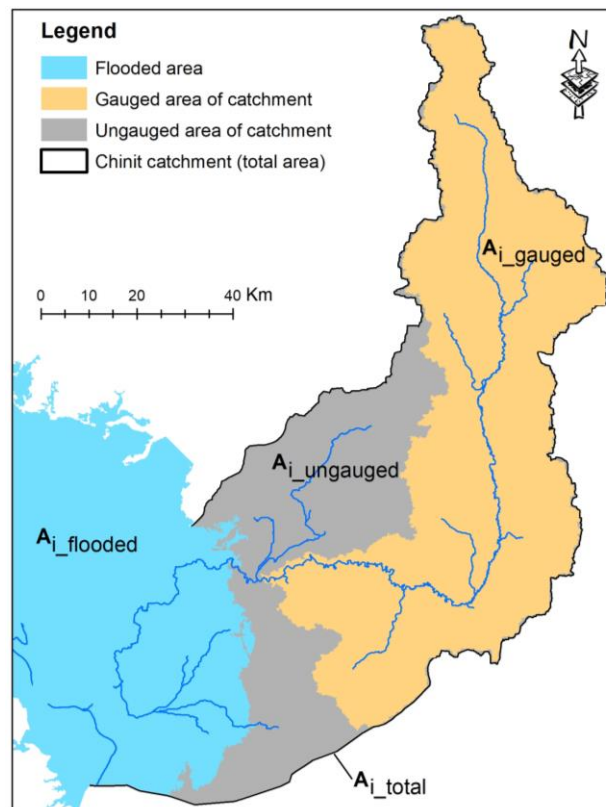 Legend
Flooded area
Gauged area of catchment
Ungauged area of catchment
Chinit catchment (total area)
N
Ai_gauged
0 10 20 40 Km
Ai_ungauged
Ai_flooded
Ai_total